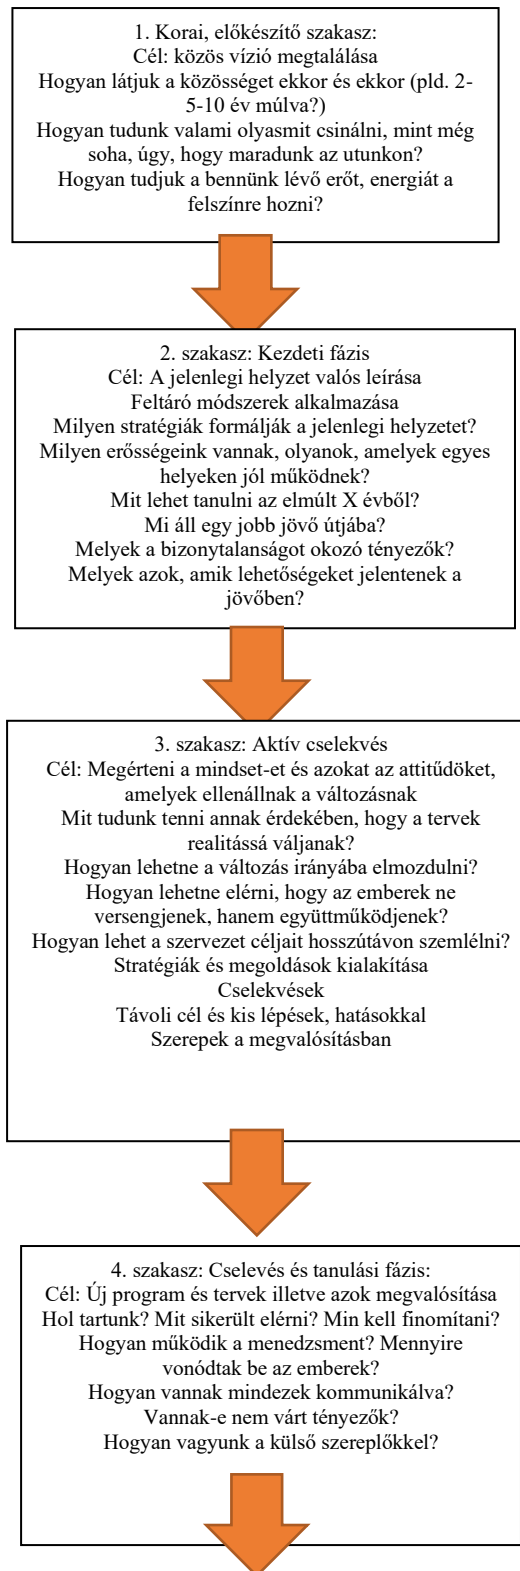 1. Korai, előkészítő szakasz:
Cél: közös vízió megtalálása
Hogyan látjuk a közösséget ekkor és ekkor (pld. 2-
5-10 év múlva?)
Hogyan tudunk valami olyasmit csinálni, mint még
soha, úgy, hogy maradunk az utunkon?
Hogyan tudjuk a bennünk lévő erőt, energiát a
felszínre hozni?
2. szakasz: Kezdeti fázis
Cél: A jelenlegi helyzet valós leírása
Feltáró módszerek alkalmazása
Milyen stratégiák formálják a jelenlegi helyzetet?
Milyen erősségeink vannak, olyanok, amelyek egyes
helyeken jól működnek?
Mit lehet tanulni az elmúlt X évből?
Mi áll egy jobb jövő útjába?
Melyek a bizonytalanságot okozó tényezők?
Melyek azok, amik lehetőségeket jelentenek a
jövőben?
3. szakasz: Aktív cselekvés
Cél: Megérteni a mindset-et és azokat az attitűdöket,
amelyek ellenállnak a változásnak
Mit tudunk tenni annak érdekében, hogy a tervek
realitássá váljanak?
Hogyan lehetne a változás irányába elmozdulni?
Hogyan lehetne elérni, hogy az emberek ne
versengjenek, hanem együttműködjenek?
Hogyan lehet a szervezet céljait hosszútávon szemlélni?
Stratégiák és megoldások kialakítása
Cselekvések
Távoli cél és kis lépések, hatásokkal
Szerepek a megvalósításban
4. szakasz: Cselevés és tanulási fázis:
Cél: Új program és tervek illetve azok megvalósítása
Hol tartunk? Mit sikerült elérni? Min kell finomítani?
Hogyan működik a menedzsment? Mennyire
vonódtak be az emberek?
Hogyan vannak mindezek kommunikálva?
Vannak-e nem várt tényezők?
Hogyan vagyunk a külső szereplőkkel?